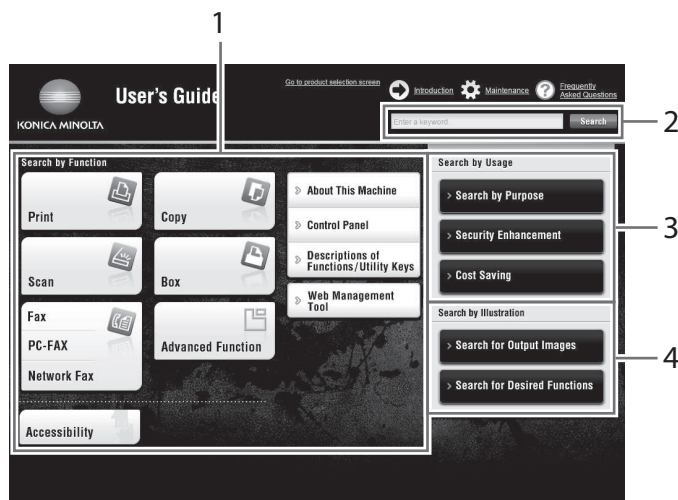 1
Go to product selection screen
Introduction
Maintenance
Frequently
Asked Questions
User's Guide
KONICA MINOLTA
Enter a keyword.
Search
2
Search by Function
Print
Copy
Scan
Box
Fax
PC-FAX
Network Fax
Advanced Function
Accessibility
> About This Machine
> Control Panel
> Descriptions of
Functions/Utility Keys
> Web Management
Tool
Search by Usage
> Search by Purpose
> Security Enhancement
> Cost Saving
3
Search by Illustration
> Search for Output Images
> Search for Desired Functions
4